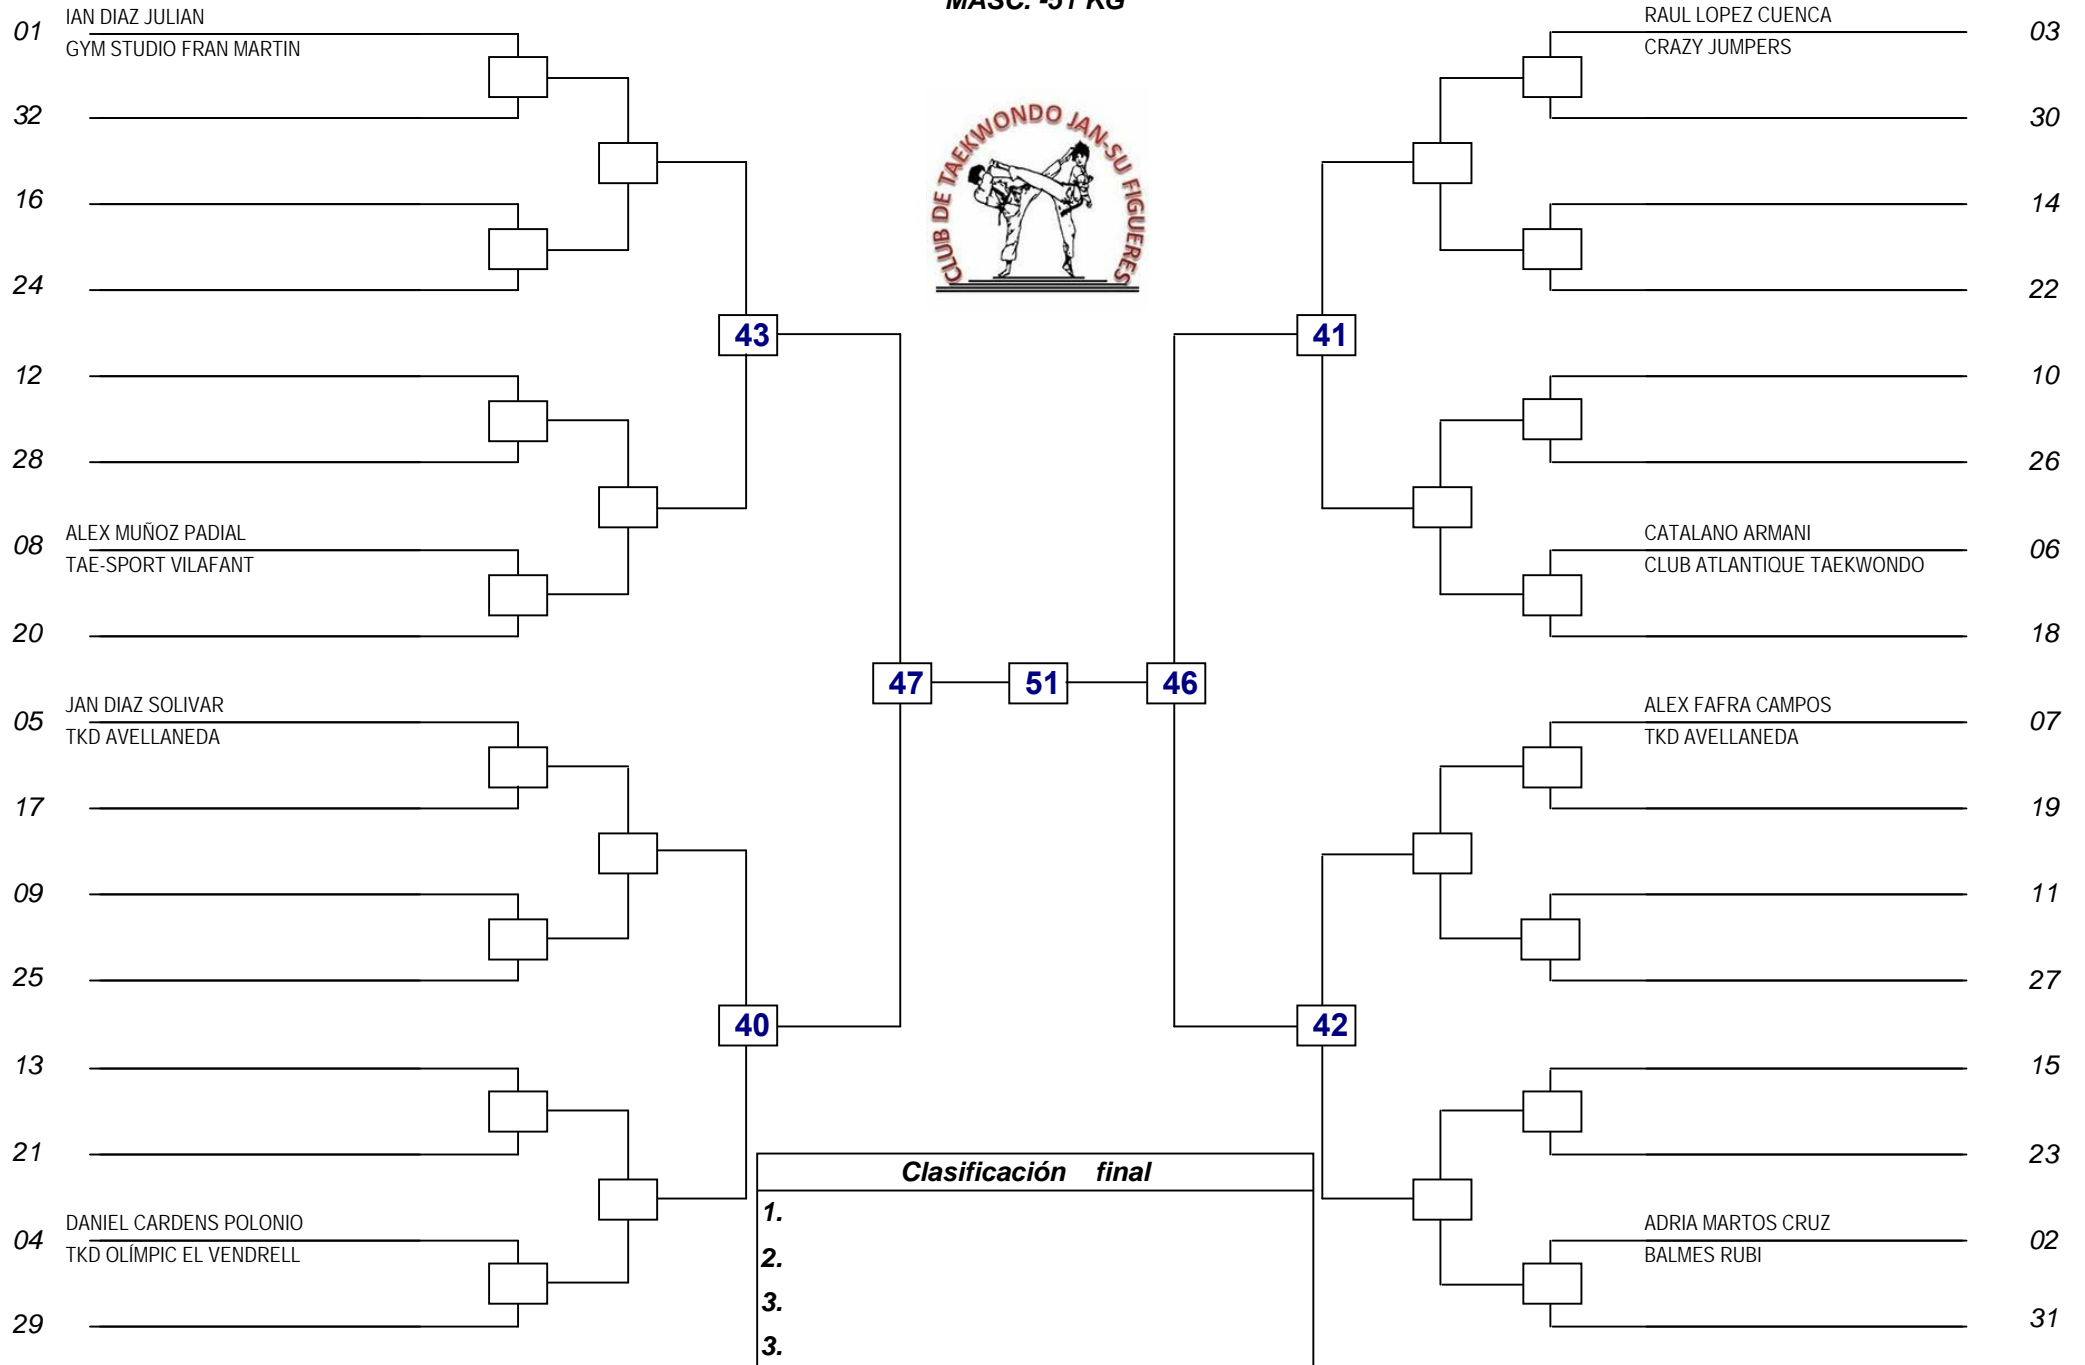 MASC. -51 KG
01
IAN DIAZ JULIAN
GYM STUDIO FRAN MARTIN
32
16
24
12
28
08
ALEX MUÑOZ PADIAL
TAE-SPORT VILAFANT
20
05
JAN DIAZ SOLIVAR
TKD AVELLANEDA
17
09
25
13
21
04
DANIEL CARDENS POLONIO
TKD OLÍMPIC EL VENDRELL
29
43
40
47
51
46
41
42
CLUB DE TAEKWONDO JAN-SU FIGUERES
RAUL LOPEZ CUENCA
CRAZY JUMPERS
03
30
14
22
10
26
CATALANO ARMANI
CLUB ATLANTIQUE TAEKWONDO
06
18
ALEX FAFRA CAMPOS
TKD AVELLANEDA
07
19
11
27
15
23
ADRIA MARTOS CRUZ
BALMES RUBI
02
31
Clasificación final
1.
2.
3.
3.